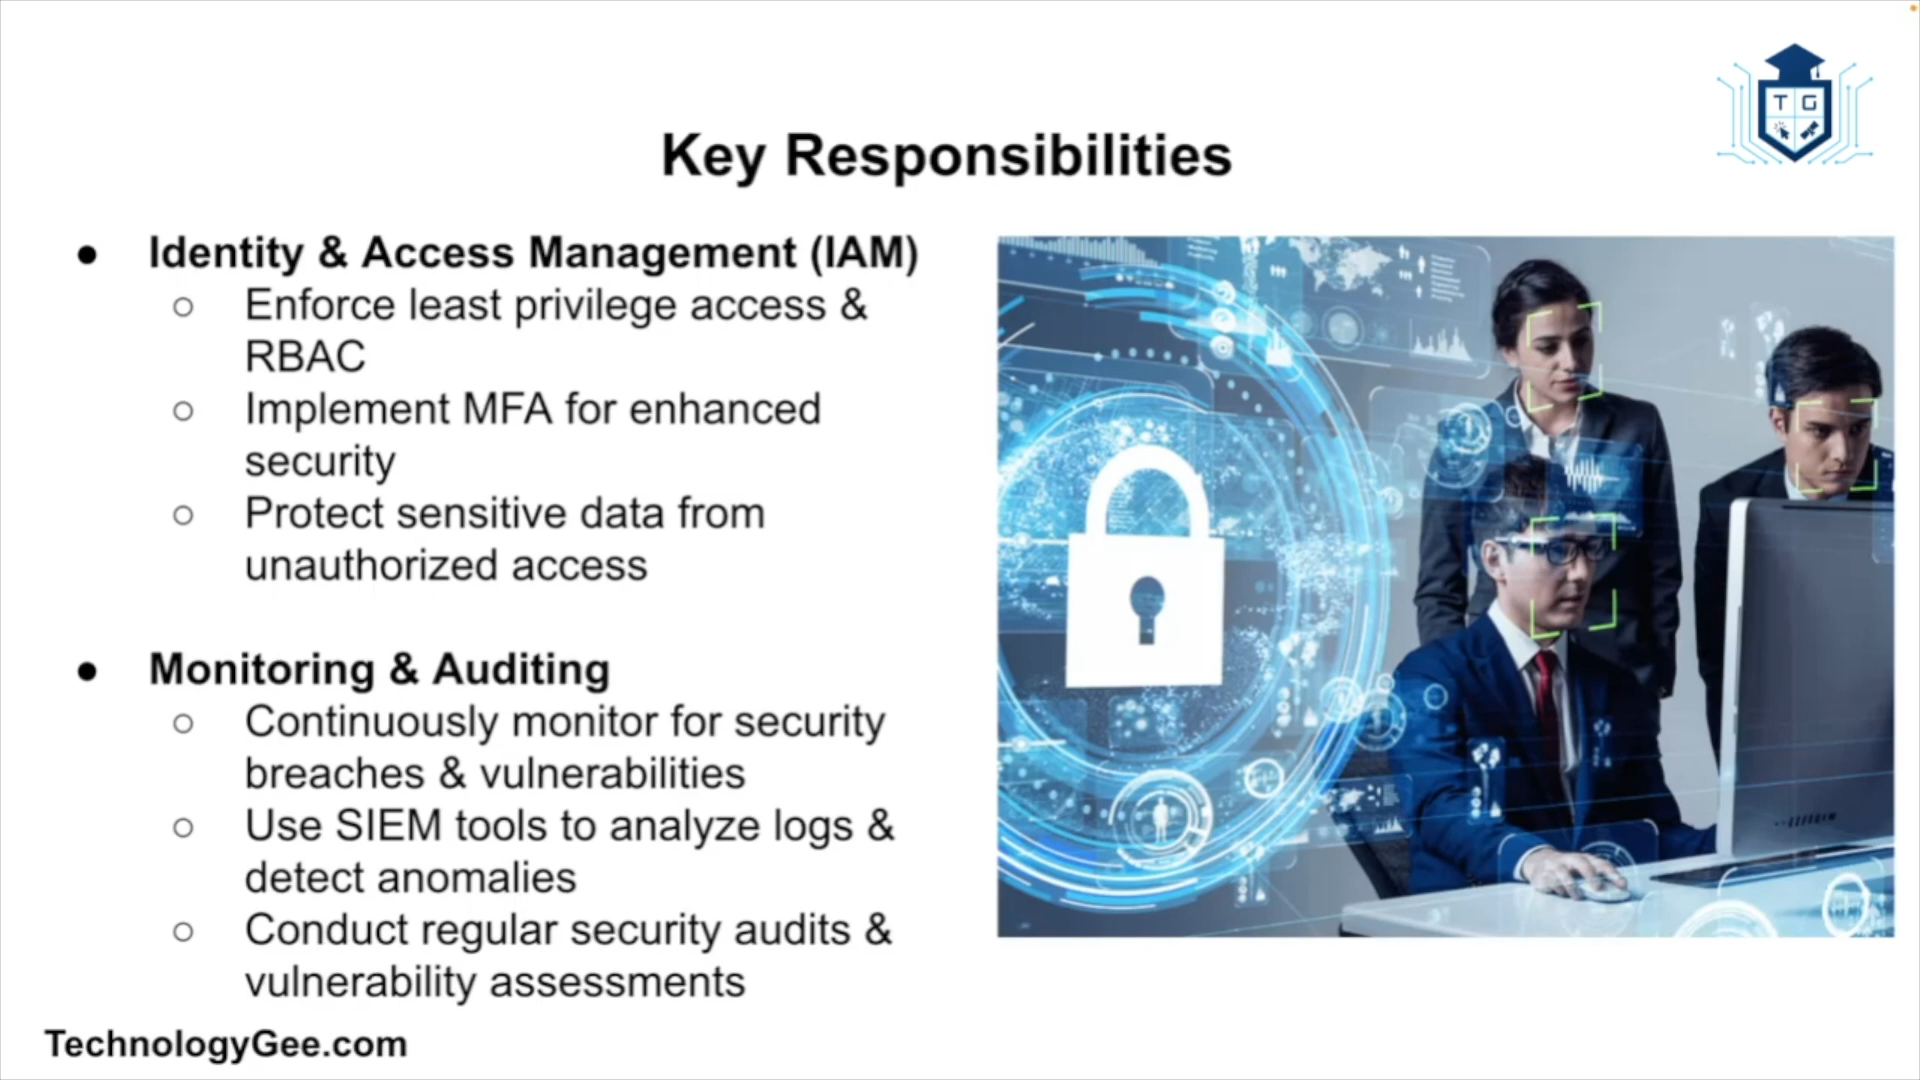 T G
Key Responsibilities
● Identity & Access Management (IAM)
○ Enforce least privilege access &
RBAC
○ Implement MFA for enhanced
security
○ Protect sensitive data from
unauthorized access
● Monitoring & Auditing
○ Continuously monitor for security
breaches & vulnerabilities
○ Use SIEM tools to analyze logs &
detect anomalies
○ Conduct regular security audits &
vulnerability assessments
TechnologyGee.com